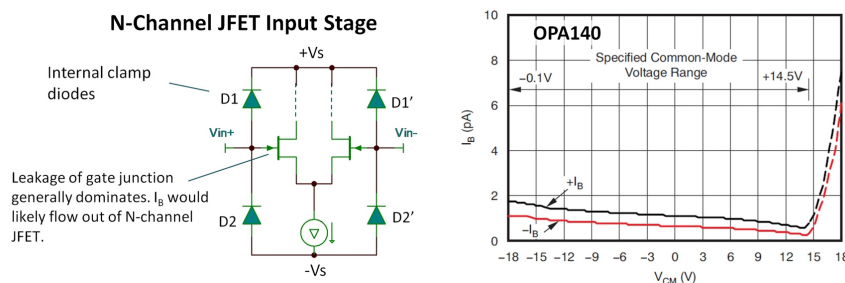 N-Channel JFET Input Stage
+Vs
Internal clamp
diodes
D1
D1'
Vin+
Vin-
Leakage of gate junction
generally dominates. IB would
likely flow out of N-channel
JFET.
D2
D2'
-Vs
OPA140
Specified Common-Mode
Voltage Range
−0.1V
+14.5V
+IB
−IB
IB (pA)
10
8
6
4
2
0
−18 −15 −12 −9 −6 −3 0 3 6 9 12 15 18
VCM (V)